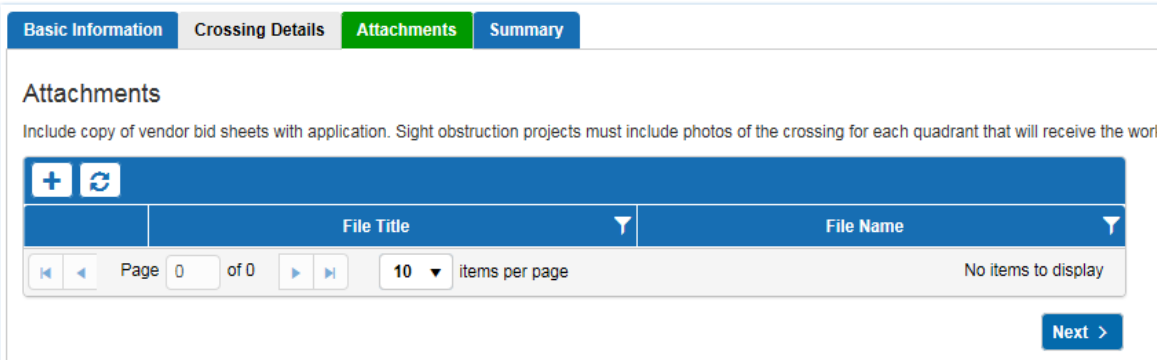 Basic Information Crossing Details Attachments Summary
Attachments
Include copy of vendor bid sheets with application. Sight obstruction projects must include photos of the crossing for each quadrant that will receive the
File Title File Name
Page 0 of 0 10 items per page No items to display
Next